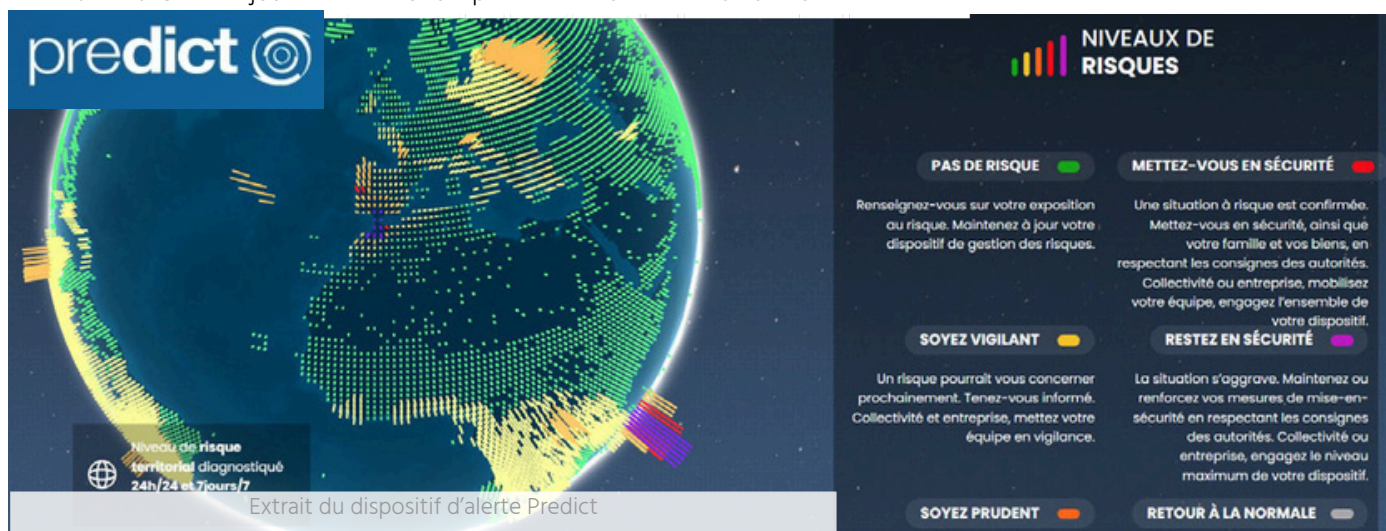 predict
NIVEAUX DE
RISQUES
PAS DE RISQUE
Renseignez-vous sur votre exposition
au risque. Maintenez à jour votre
dispositif de gestion des risques.
METTEZ-VOUS EN SÉCURITÉ
Une situation à risque est confirmée.
Mettez-vous en sécurité, ainsi que
votre famille et vos biens, en
respectant les consignes des autorités.
Collectivité ou entreprise, mobilisez
votre équipe, engagez l'ensemble de
votre dispositif.
SOYEZ VIGILANT
Un risque pourrait vous concerner
prochainement. Tenez-vous informé.
Collectivité et entreprise, mettez votre
équipe en vigilance.
RESTEZ EN SÉCURITÉ
La situation s'aggrave. Maintenez ou
renforcez vos mesures de mise-en-
sécurité en respectant les consignes
des autorités. Collectivité ou
entreprise, engagez le niveau
maximum de votre dispositif.
SOYEZ PRUDENT
RETOUR À LA NORMALE
Niveau de risque
territorial diagnostiqué
24h/24 et 7jours/7
Extrait du dispositif d'alerte Predict